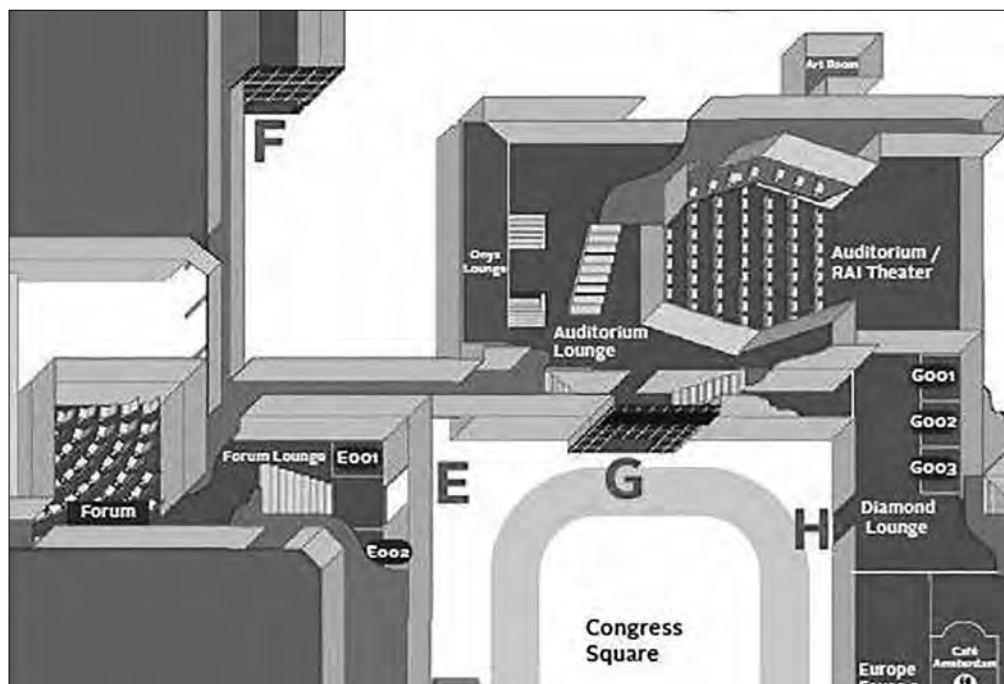 Art Room
F
Onyx
Lounge
Auditorium /
RAI Theater
Auditorium
Lounge
G001
G002
G003
Forum Lounge
E001
E
G
H
Diamond
Lounge
Forum
E002
Congress
Square
Café
Amsterdam
Europe